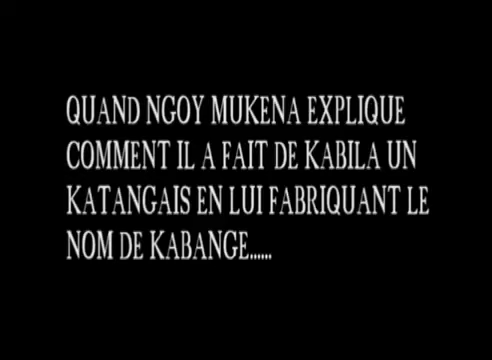 QUAND NGOY MUKENA EXPLIQUE
COMMENT IL A FAIT DE KABILA UN
KATANGAIS EN LUI FABRIQUANT LE
NOM DE KABANGE......